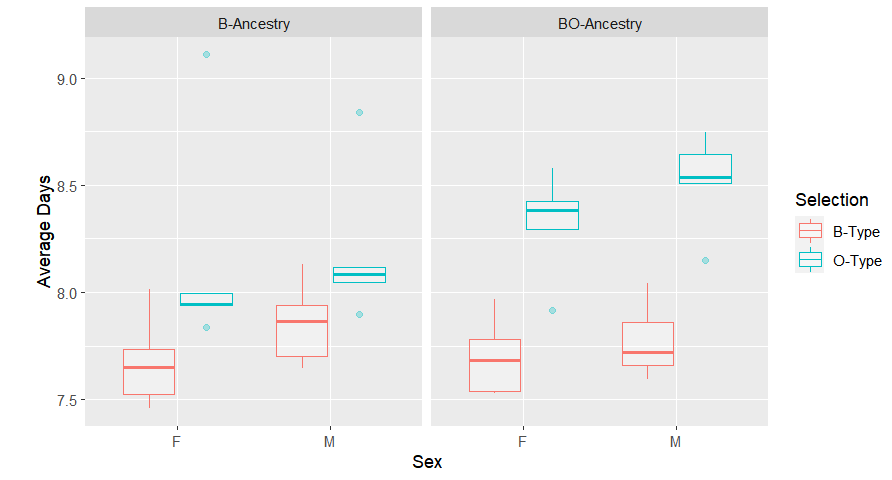 B-Ancestry
BO-Ancestry
Average Days
9.0
8.5
8.0
7.5
F
M
F
M
Sex
Selection
B-Type
O-Type